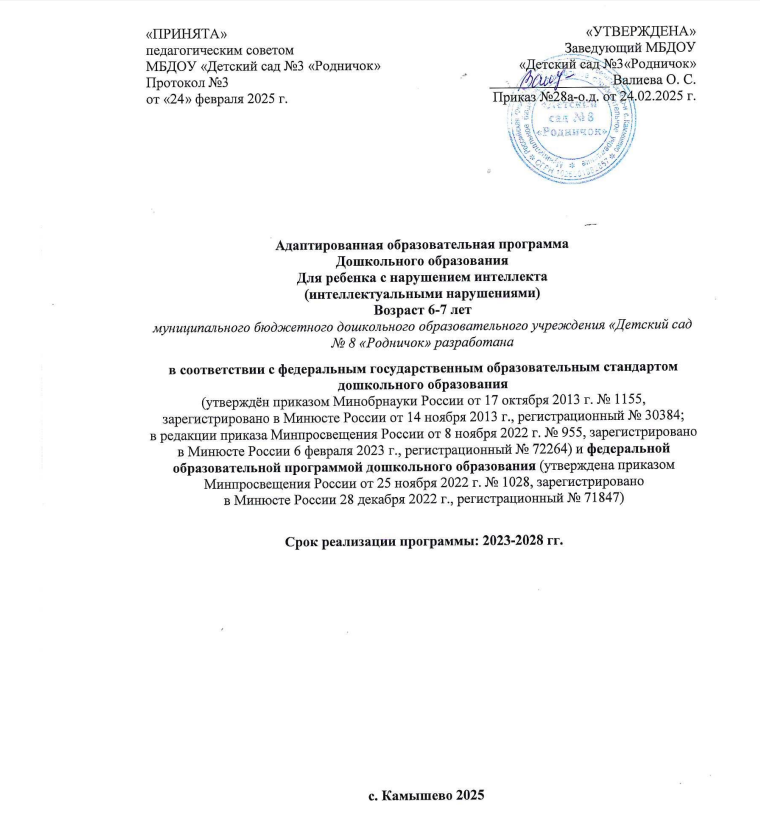 «ПРИНЯТА»
педагогическим советом
МБДОУ «Детский сад №3 «Родничок»
Протокол №3
от «24» февраля 2025 г.
«УТВЕРЖДЕНА»
Заведующий МБДОУ
«Детский сад №3«Родничок»
Валиева О. С.
Приказ №28а-о.д. от 24.02.2025 г.
Детский
сад № 8
«Родничок»
Адаптированная образовательная программа
Дошкольного образования
Для ребенка с нарушением интеллекта
(интеллектуальными нарушениями)
Возраст 6-7 лет
муниципального бюджетного дошкольного образовательного учреждения «Детский сад
№ 8 «Родничок» разработана
в соответствии с федеральным государственным образовательным стандартом
дошкольного образования
(утверждён приказом Минобрнауки России от 17 октября 2013 г. № 1155,
зарегистрировано в Минюсте России от 14 ноября 2013 г., регистрационный № 30384;
в редакции приказа Минпросвещения России от 8 ноября 2022 г. № 955, зарегистрировано
в Минюсте России 6 февраля 2023 г., регистрационный № 72264) и федеральной
образовательной программой дошкольного образования (утверждена приказом
Минпросвещения России от 25 ноября 2022 г. № 1028, зарегистрировано
в Минюсте России 28 декабря 2022 г., регистрационный № 71847)
Срок реализации программы: 2023-2028 гг.
с. Камышево 2025